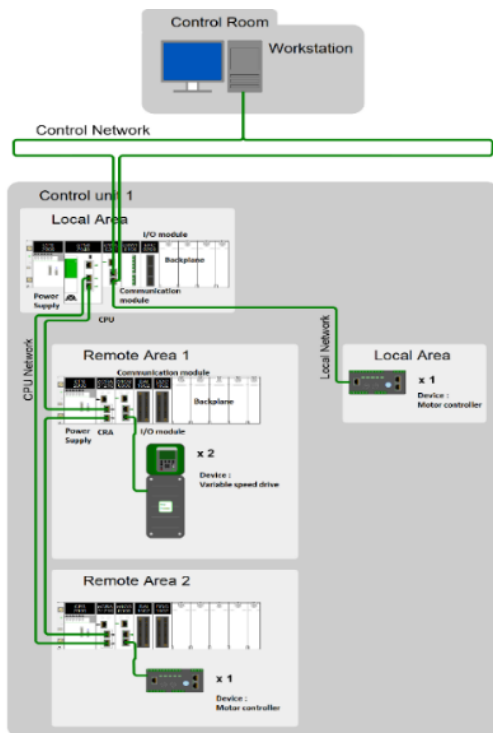 Control Room
Workstation
Control Network
Control unit 1
Local Area
I/O module
Backplane
Communication
module
Power
Supply
CPU
CPU Network
Local Network
Remote Area 1
Communication module
Backplane
Power
Supply
CRA
I/O module
x 2
Device :
Variable speed drive
Local Area
x 1
Device :
Motor controller
Remote Area 2
x 1
Device :
Motor controller